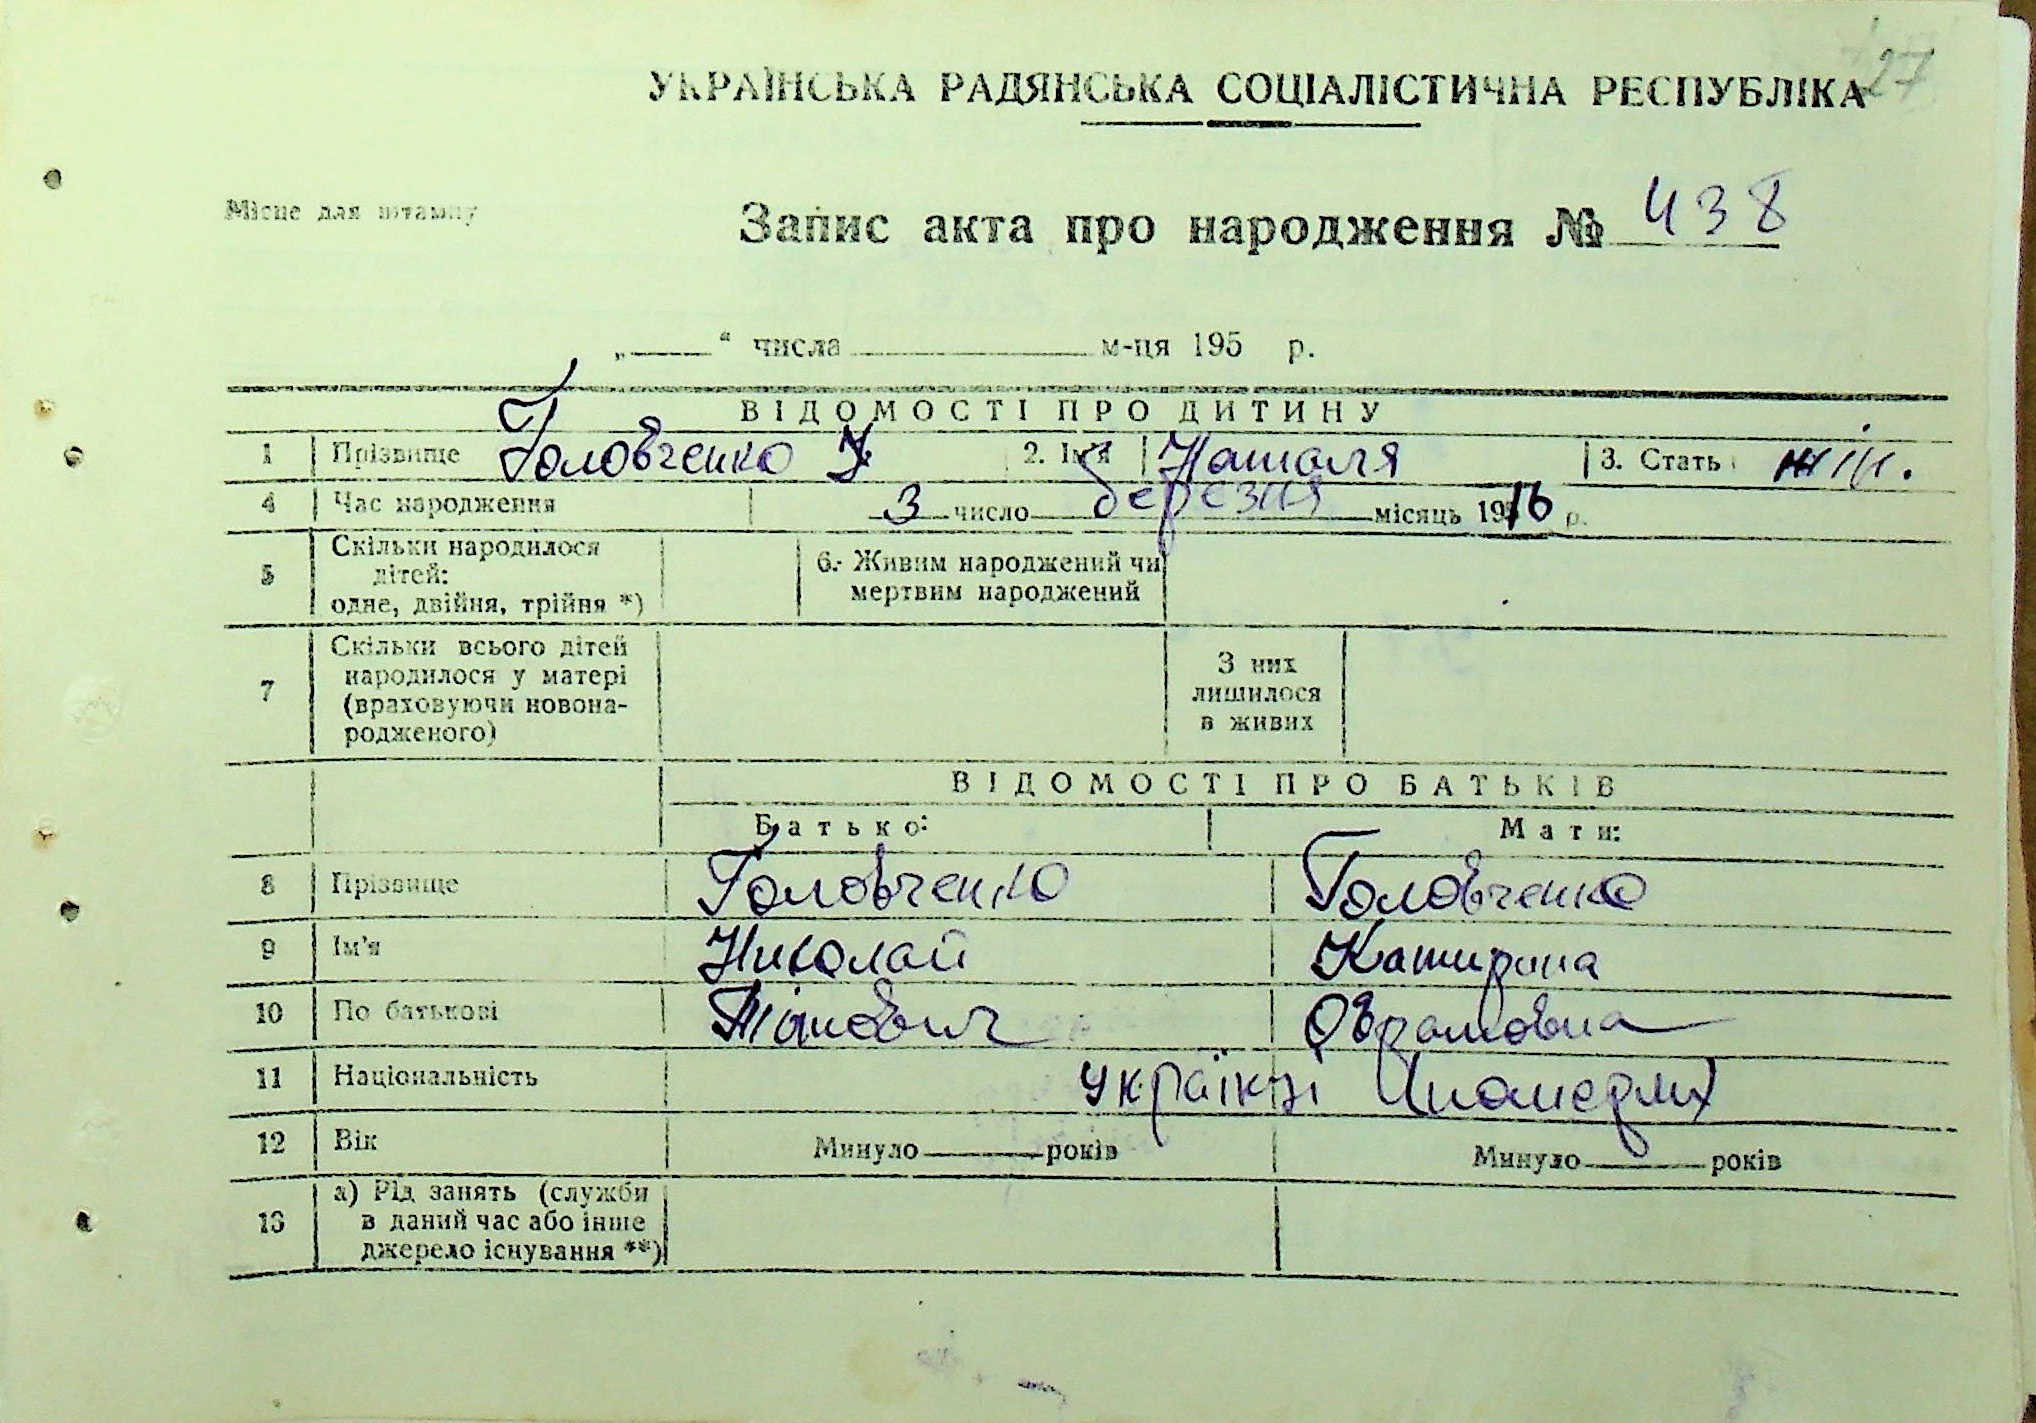 27
УКРАЇНСЬКА РАДЯНСЬКА СОЦІАЛІСТИЧНА РЕСПУБЛІКА
Місце для штампу
Запис акта про народження № 438
„ “ числа м-ця 195 р.
ВІДОМОСТІ ПРО ДИТИНУ
1 Прізвище Головченко 2. Ім'я Наталя 3. Стать жін.
4 Час народження 3 число березня місяць 19 р.
5 Скільки народилося дітей: одне, двійня, трійня *) 6. Живим народжений чи мертвим народжений
7 Скільки всього дітей народилося у матері (враховуючи новонародженого) З них лишилося в живих
ВІДОМОСТІ ПРО БАТЬКІВ
Батько: Мати:
8 Прізвище Головченко Головченко
9 Ім'я Николай Катирина
10 По батькові Тітович
11 Національність українці
12 Вік Минуло років Минуло років
13 а) Рід занять (служби в даний час або інше джерело існування **)